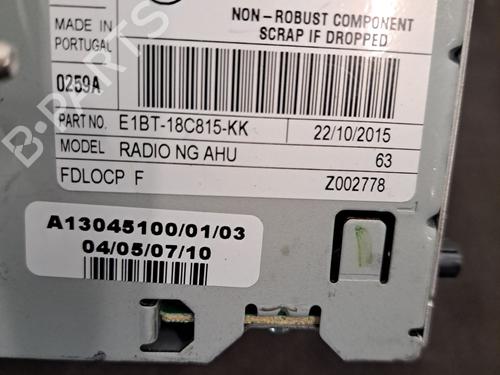 NON - ROBUST COMPONENT
SCRAP IF DROPPED
MADE IN
PORTUGAL
0259A
PART NO. E1BT-18C815-KK 22/10/2015
MODEL RADIO NG AHU 63
FDLOCP F Z002778
A13045100/01/03
04/05/07/10
B-PARTS